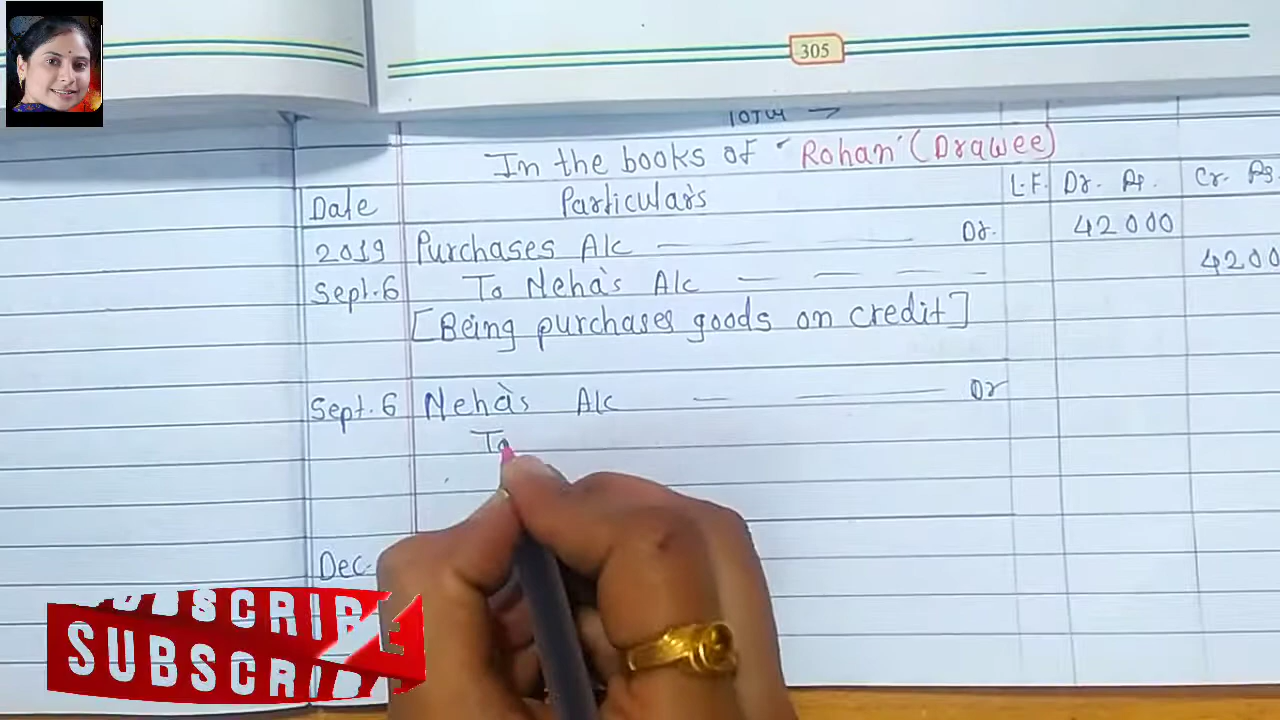 305
Total →
In the books of "Rohan" (Drawee)
Date Particulars L.F. Dr. Rs. Cr. Rs.
2019 Purchases A/c Dr. 42000
Sept.6 To Neha's A/c 4200
[Being purchases goods on credit]
Sept.6 Neha's A/c Dr
To
Dec.
SUBSCRIBE
SUBSCRIBE